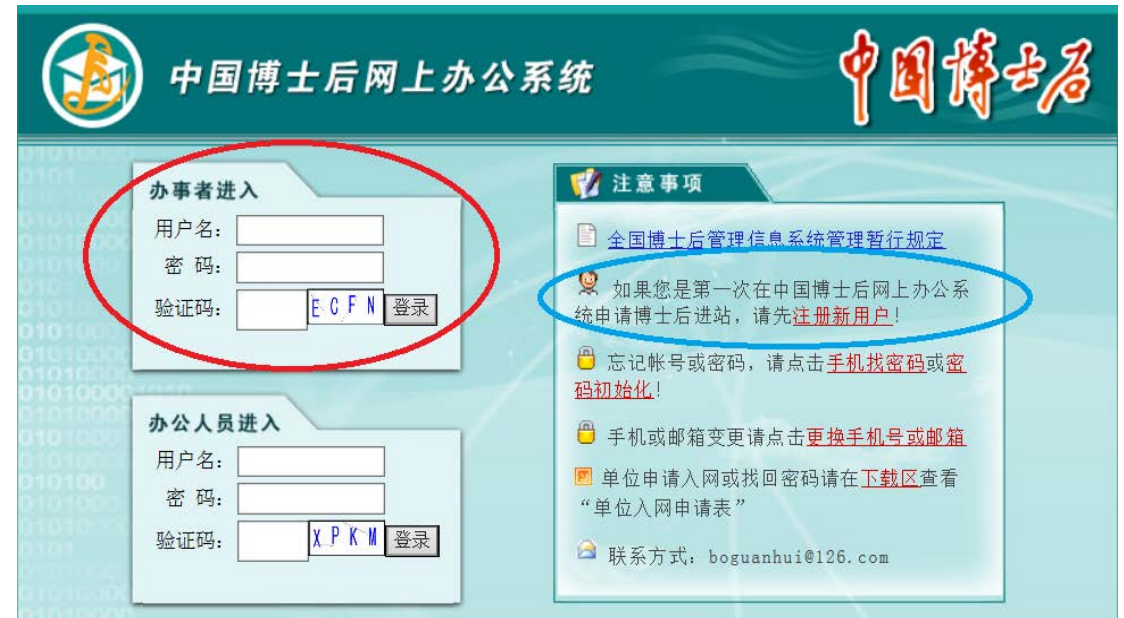 中国博士后网上办公系统
中国博士后
办事者进入
用户名:
密 码:
验证码: E C F N 登录
办公人员进入
用户名:
密 码:
验证码: X P K M 登录
注意事项
全国博士后管理信息系统管理暂行规定
如果您是第一次在中国博士后网上办公系
统申请博士后进站，请先注册新用户!
忘记帐号或密码，请点击手机找密码或密
码初始化!
手机或邮箱变更请点击更换手机号或邮箱
单位申请入网或找回密码请在下载区查看
“单位入网申请表”
联系方式: boguanhui@126.com